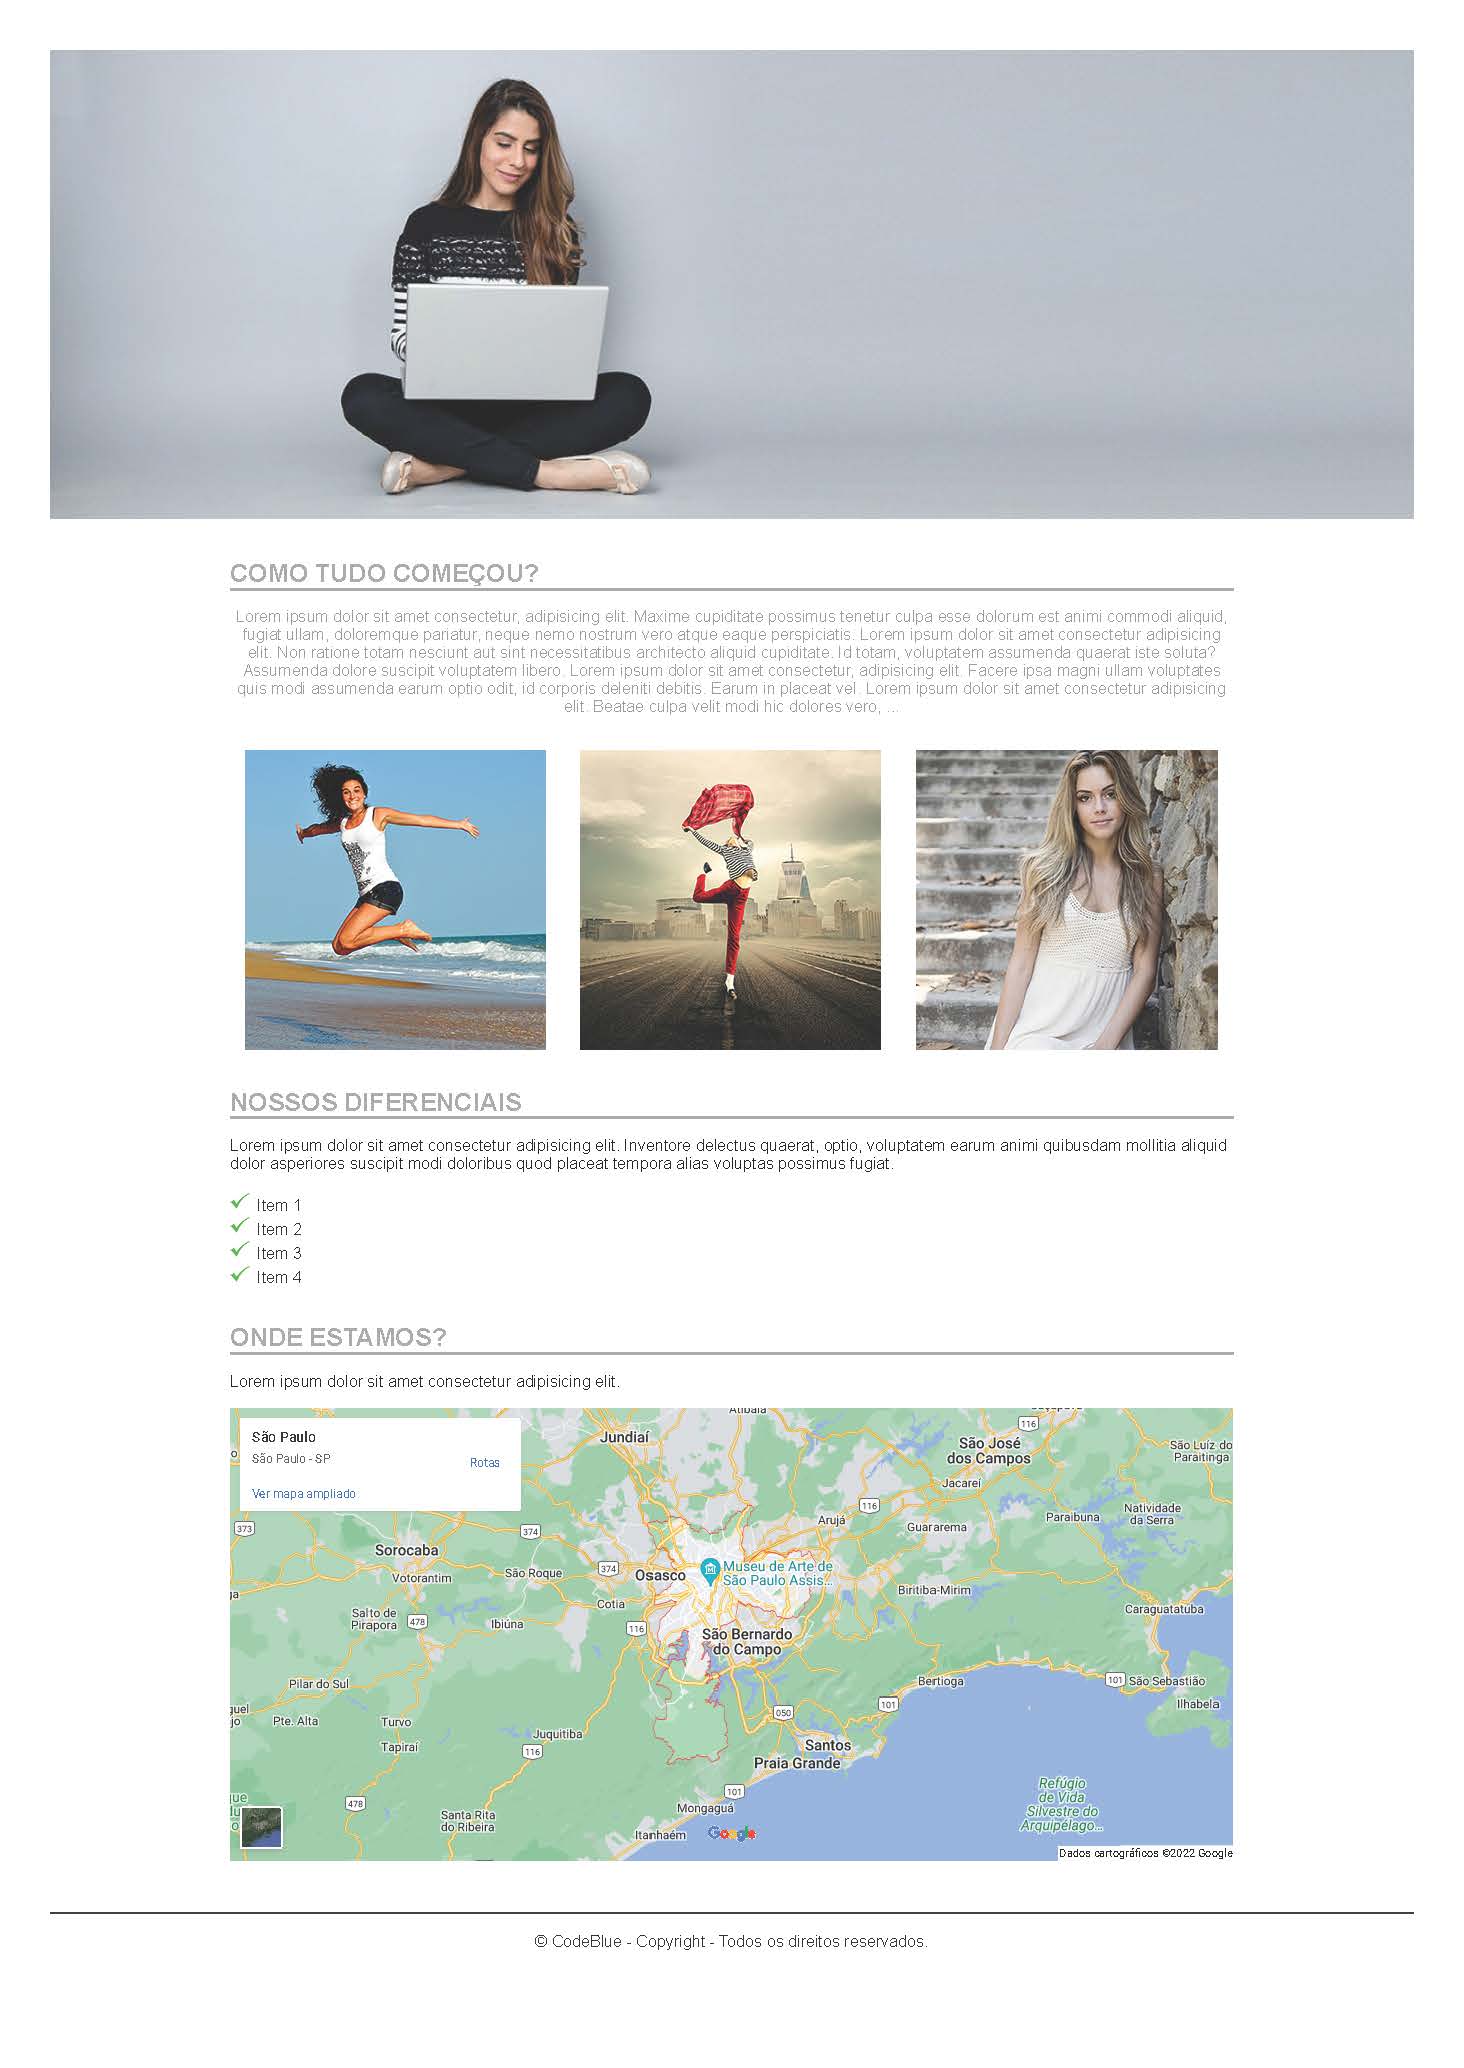 COMO TUDO COMEÇOU?
Lorem ipsum dolor sit amet consectetur, adipisicing elit. Maxime cupiditate possimus tenetur culpa esse dolorum est animi commodi aliquid,
fugiat ullam, doloremque pariatur, neque nemo nostrum vero atque eaque perspiciatis. Lorem ipsum dolor sit amet consectetur adipisicing
elit. Non ratione totam nesciunt aut sint necessitatibus architecto aliquid cupiditate. Id totam, voluptatem assumenda quaerat iste soluta?
Assumenda dolore suscipit voluptatem libero. Lorem ipsum dolor sit amet consectetur, adipisicing elit. Facere ipsa magni ullam voluptates
quis modi assumenda earum optio odit, id corporis deleniti debitis. Earum in placeat vel. Lorem ipsum dolor sit amet consectetur adipisicing
elit. Beatae culpa velit modi hic dolores vero, ...
NOSSOS DIFERENCIAIS
Lorem ipsum dolor sit amet consectetur adipisicing elit. Inventore delectus quaerat, optio, voluptatem earum animi quibusdam mollitia aliquid
dolor asperiores suscipit modi doloribus quod placeat tempora alias voluptas possimus fugiat.
Item 1
Item 2
Item 3
Item 4
ONDE ESTAMOS?
Lorem ipsum dolor sit amet consectetur adipisicing elit.
São Paulo
São Paulo - SP
Rotas
Ver mapa ampliado
Atibaia
Jundiaí
116
São José
dos Campos
São Luíz do
Paraitinga
Jacareí
116
Natividade
da Serra
Arujá
Guararema
Paraibuna
373
374
Sorocaba
Votorantim
São Roque
374
Osasco
Museu de Arte de
São Paulo Assis...
Biritiba-Mirim
Cotia
Caraguatatuba
Salto de
Pirapora
478
Ibiúna
116
São Bernardo
do Campo
Pilar do Sul
Bertioga
101
São Sebastião
Ilhabela
101
050
Pte. Alta
Turvo
Juquitiba
Tapiraí
116
Santos
Praia Grande
101
Refúgio
de Vida
Silvestre do
Arquipélago...
478
Santa Rita
do Ribeira
Mongaguá
Itanhaém
Google
Dados cartográficos ©2022 Google
© CodeBlue - Copyright - Todos os direitos reservados.